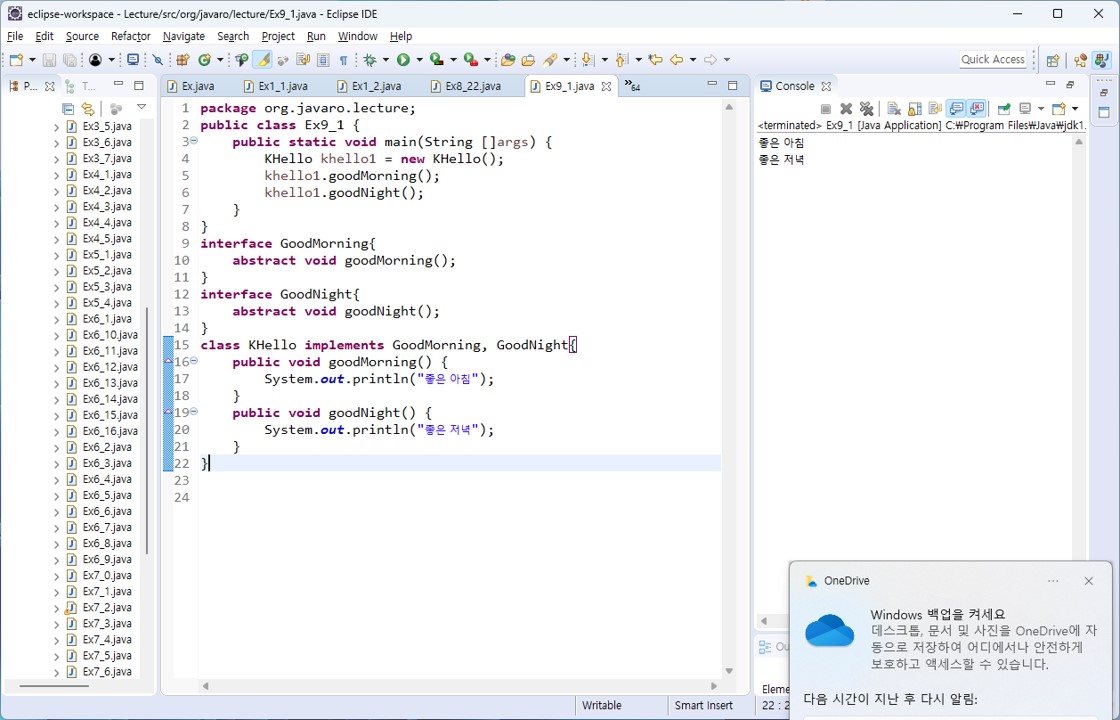 eclipse-workspace - Lecture/src/org/javaro/lecture/Ex9_1.java - Eclipse IDE
File Edit Source Refactor Navigate Search Project Run Window Help
Quick Access
P... T...
Ex.java Ex1_1.java Ex1_2.java Ex8_22.java Ex9_1.java »64
Console
<terminated> Ex9_1 [Java Application] C:₩Program Files₩Java₩jdk1.
좋은 아침
좋은 저녁
Ex3_5.java
Ex3_6.java
Ex3_7.java
Ex4_1.java
Ex4_2.java
Ex4_3.java
Ex4_4.java
Ex4_5.java
Ex5_1.java
Ex5_2.java
Ex5_3.java
Ex5_4.java
Ex6_1.java
Ex6_10.java
Ex6_11.java
Ex6_12.java
Ex6_13.java
Ex6_14.java
Ex6_15.java
Ex6_16.java
Ex6_2.java
Ex6_3.java
Ex6_4.java
Ex6_5.java
Ex6_6.java
Ex6_7.java
Ex6_8.java
Ex6_9.java
Ex7_0.java
Ex7_1.java
Ex7_2.java
Ex7_3.java
Ex7_4.java
Ex7_5.java
Ex7_6.java
1 package org.javaro.lecture;
2 public class Ex9_1 {
3 public static void main(String []args) {
4 KHello khello1 = new KHello();
5 khello1.goodMorning();
6 khello1.goodNight();
7 }
8 }
9 interface GoodMorning{
10 abstract void goodMorning();
11 }
12 interface GoodNight{
13 abstract void goodNight();
14 }
15 class KHello implements GoodMorning, GoodNight{
16 public void goodMorning() {
17 System.out.println("좋은 아침");
18 }
19 public void goodNight() {
20 System.out.println("좋은 저녁");
21 }
22 }
23
24
Writable Smart Insert 22 : 2
Ou
Eleme
OneDrive
Windows 백업을 켜세요
데스크톱, 문서 및 사진을 OneDrive에 자
동으로 저장하여 어디에서나 안전하게
보호하고 액세스할 수 있습니다.
다음 시간이 지난 후 다시 알림: